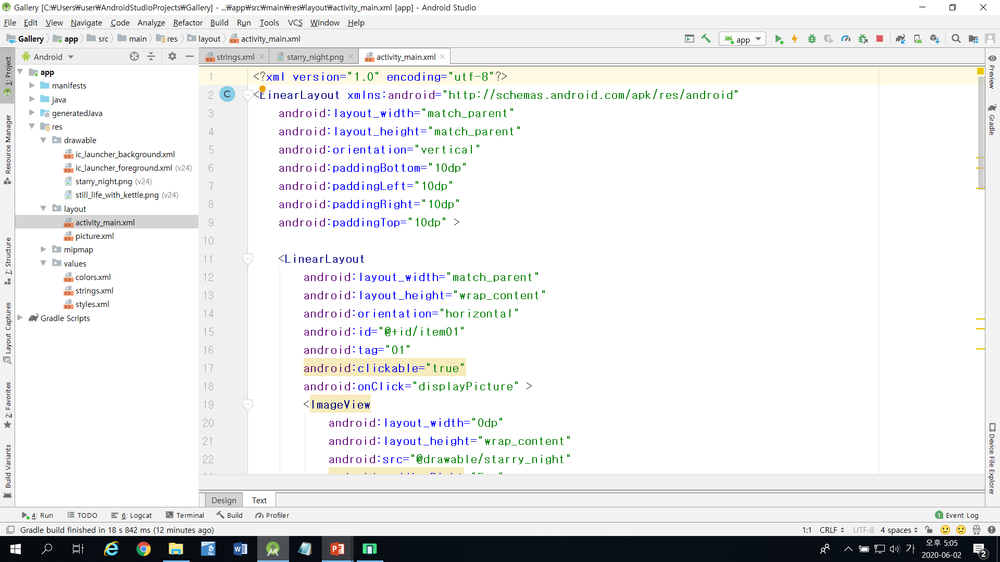 Gallery [C:₩Users₩user₩AndroidStudioProjects₩Gallery] - ...₩app₩src₩main₩res₩layout₩activity_main.xml [app] - Android Studio
File Edit View Navigate Code Analyze Refactor Build Run Tools VCS Window Help
Gallery app src main res layout activity_main.xml app
Android
strings.xml starry_night.png activity_main.xml
1: Project
Resource Manager
7: Structure
Layout Captures
2: Favorites
Build Variants
app
manifests
java
generatedJava
res
drawable
ic_launcher_background.xml
ic_launcher_foreground.xml (v24)
starry_night.png (v24)
still_life_with_kettle.png (v24)
layout
activity_main.xml
picture.xml
mipmap
values
colors.xml
strings.xml
styles.xml
Gradle Scripts
1 <?xml version="1.0" encoding="utf-8"?>
2 C <LinearLayout xmlns:android="http://schemas.android.com/apk/res/android"
3 android:layout_width="match_parent"
4 android:layout_height="match_parent"
5 android:orientation="vertical"
6 android:paddingBottom="10dp"
7 android:paddingLeft="10dp"
8 android:paddingRight="10dp"
9 android:paddingTop="10dp" >
10
11 <LinearLayout
12 android:layout_width="match_parent"
13 android:layout_height="wrap_content"
14 android:orientation="horizontal"
15 android:id="@+id/item01"
16 android:tag="01"
17 android:clickable="true"
18 android:onClick="displayPicture" >
19 <ImageView
20 android:layout_width="0dp"
21 android:layout_height="wrap_content"
22 android:src="@drawable/starry_night"
Preview
Gradle
Device File Explorer
Design Text
4: Run TODO 6: Logcat Terminal Build Profiler 1 Event Log
Gradle build finished in 18 s 842 ms (12 minutes ago) 1:1 CRLF UTF-8 4 spaces
가 오후 5:05
2020-06-02 2